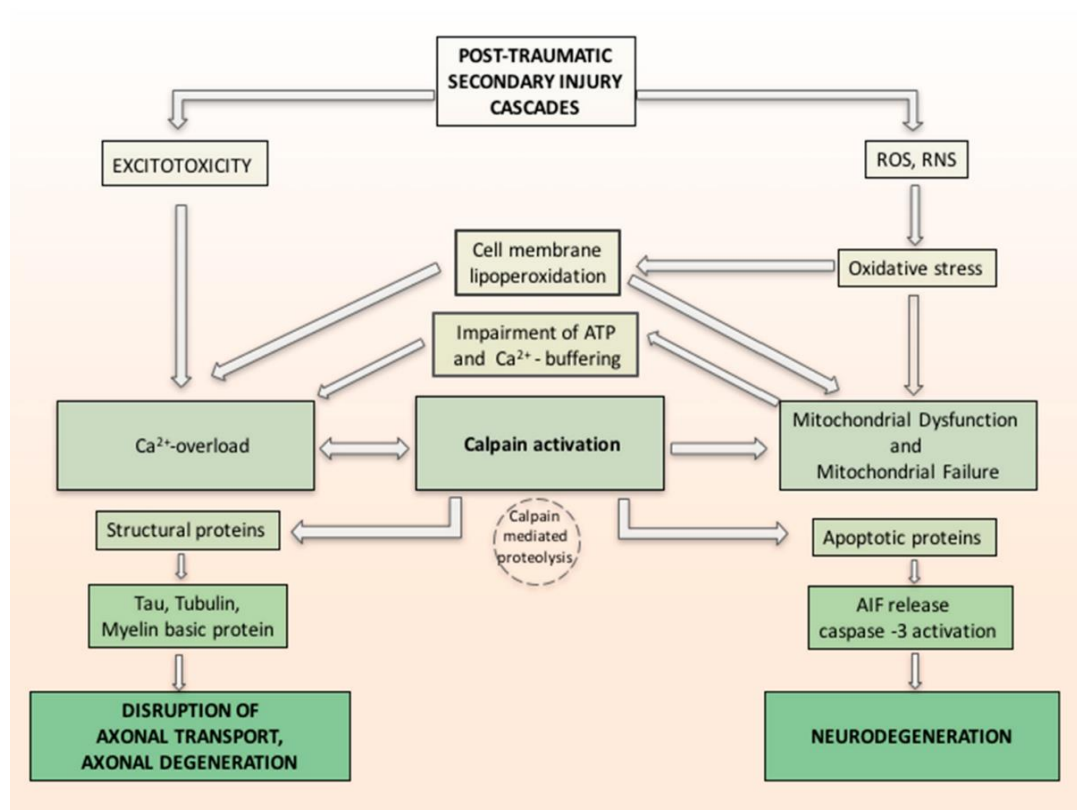 POST-TRAUMATIC
SECONDARY INJURY
CASCADES
EXCITOTOXICITY
ROS, RNS
Cell membrane
lipoperoxidation
Oxidative stress
Impairment of ATP
and Ca²⁺ - buffering
Ca²⁺-overload
Calpain activation
Mitochondrial Dysfunction
and
Mitochondrial Failure
Structural proteins
Calpain
mediated
proteolysis
Apoptotic proteins
Tau, Tubulin,
Myelin basic protein
AIF release
caspase -3 activation
DISRUPTION OF
AXONAL TRANSPORT,
AXONAL DEGENERATION
NEURODEGENERATION